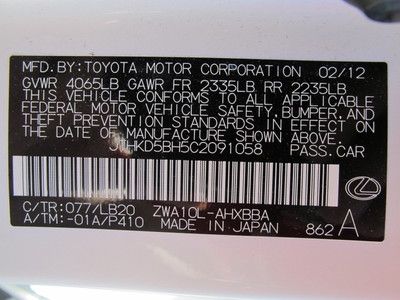 MFD.BY:TOYOTA MOTOR CORPORATION 02/12
GVWR 4065LB GAWR FR 2335LB RR 2235LB
THIS VEHICLE CONFORMS TO ALL APPLICABLE
FEDERAL MOTOR VEHICLE SAFETY,BUMPER,AND
THEFT PREVENTION STANDARDS IN EFFECT ON
THE DATE OF MANUFACTURE SHOWN ABOVE.
JTHKD5BH5C2091058 PASS.CAR
C/TR:077/LB20 ZWA10L-AHXBBA
A/TM:-01A/P410 MADE IN JAPAN 862 A